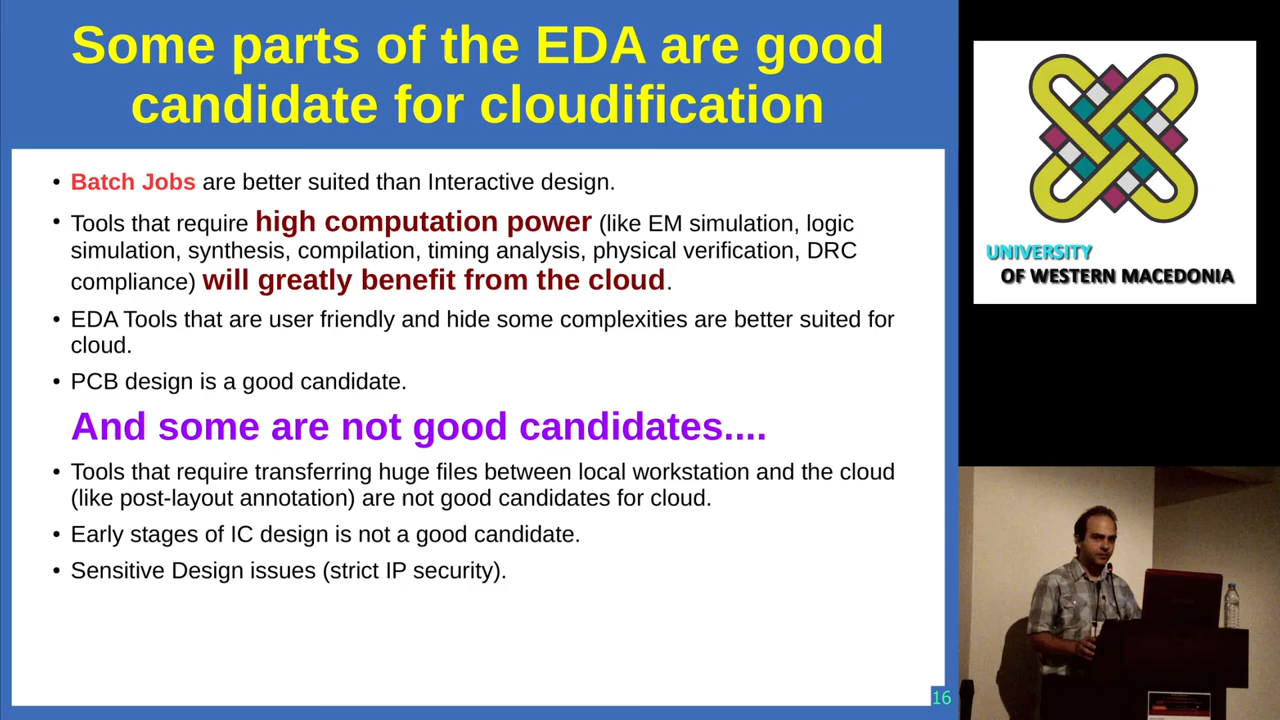 Some parts of the EDA are good
candidate for cloudification
• Batch Jobs are better suited than Interactive design.
• Tools that require high computation power (like EM simulation, logic
simulation, synthesis, compilation, timing analysis, physical verification, DRC
compliance) will greatly benefit from the cloud.
• EDA Tools that are user friendly and hide some complexities are better suited for
cloud.
• PCB design is a good candidate.
And some are not good candidates....
• Tools that require transferring huge files between local workstation and the cloud
(like post-layout annotation) are not good candidates for cloud.
• Early stages of IC design is not a good candidate.
• Sensitive Design issues (strict IP security).
16
UNIVERSITY
OF WESTERN MACEDONIA